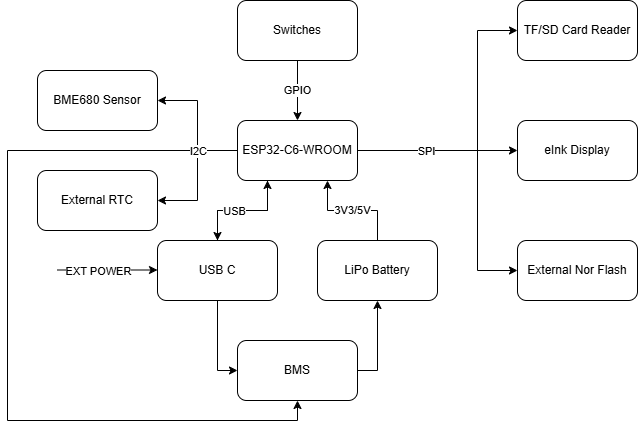 Switches
TF/SD Card Reader
GPIO
BME680 Sensor
I2C
ESP32-C6-WROOM
SPI
eInk Display
External RTC
USB
3V3/5V
EXT POWER
USB C
LiPo Battery
External Nor Flash
BMS